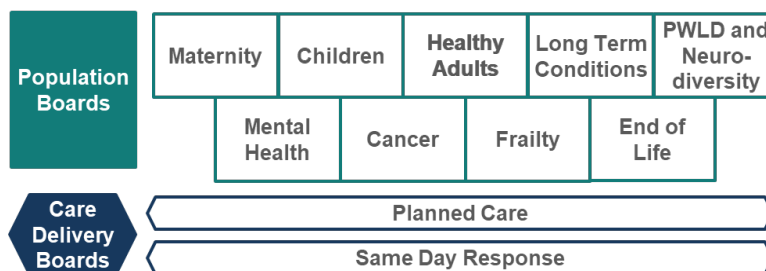 Population
Boards
Maternity
Children
Healthy
Adults
Long Term
Conditions
PWLD and
Neuro-
diversity
Mental
Health
Cancer
Frailty
End of
Life
Care
Delivery
Boards
Planned Care
Same Day Response